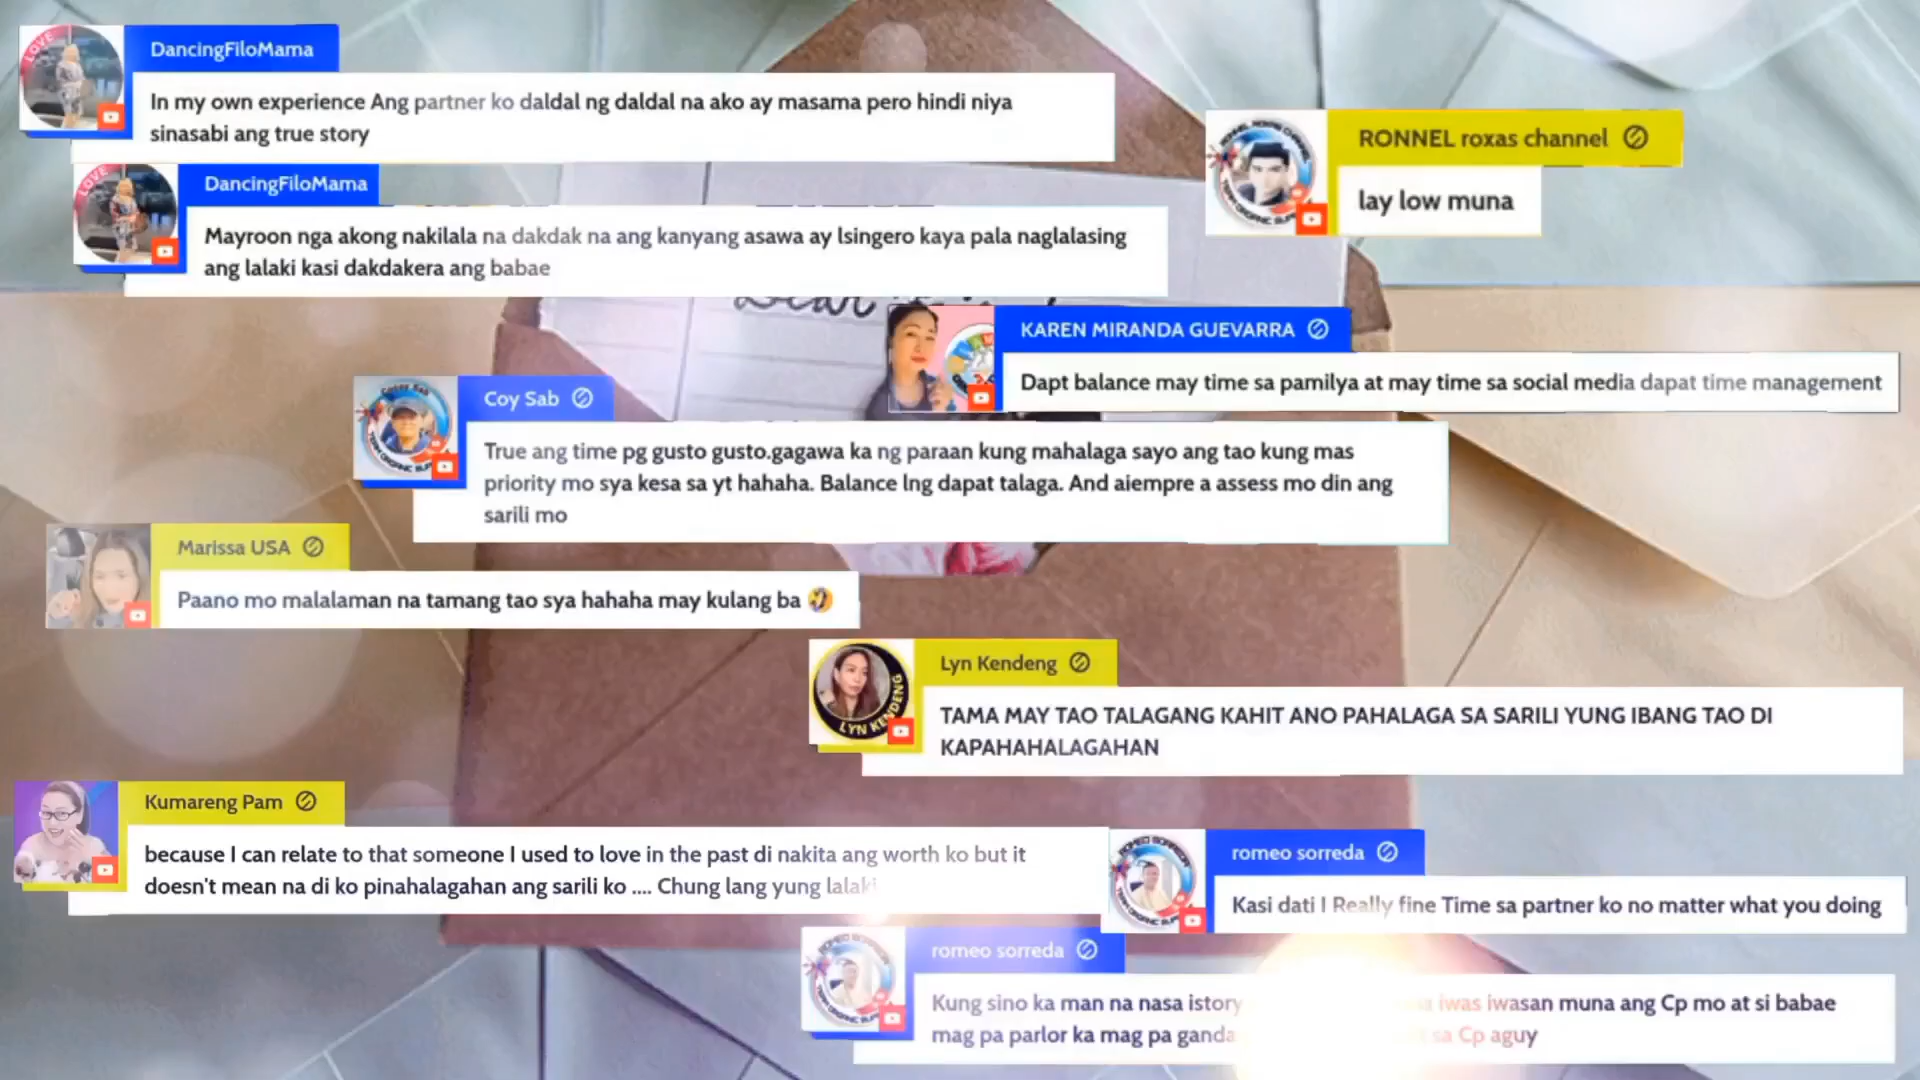 DancingFiloMama
In my own experience Ang partner ko daldal ng daldal na ako ay masama pero hindi niya
sinasabi ang true story
RONNEL roxas channel
lay low muna
DancingFiloMama
Mayroon nga akong nakilala na dakdak na ang kanyang asawa ay lsingero kaya pala naglalasing
ang lalaki kasi dakdakera ang babae
Dear
KAREN MIRANDA GUEVARRA
Dapt balance may time sa pamilya at may time sa social media dapat time management
Coy Sab
True ang time pg gusto gusto.gagawa ka ng paraan kung mahalaga sayo ang tao kung mas
priority mo sya kesa sa yt hahaha. Balance lng dapat talaga. And aiempre a assess mo din ang
sarili mo
Marissa USA
Paano mo malalaman na tamang tao sya hahaha may kulang ba 🤣
Lyn Kendeng
LYN KENDENG
TAMA MAY TAO TALAGANG KAHIT ANO PAHALAGA SA SARILI YUNG IBANG TAO DI
KAPAHAHALAGAHAN
Kumareng Pam
because I can relate to that someone I used to love in the past di nakita ang worth ko but it
doesn't mean na di ko pinahalagahan ang sarili ko .... Chung lang yung lalaki
romeo sorreda
Kasi dati I Really fine Time sa partner ko no matter what you doing
romeo sorreda
Kung sino ka man na nasa istory iwas iwasan muna ang Cp mo at si babae
mag pa parlor ka mag pa ganda sa Cp aguy